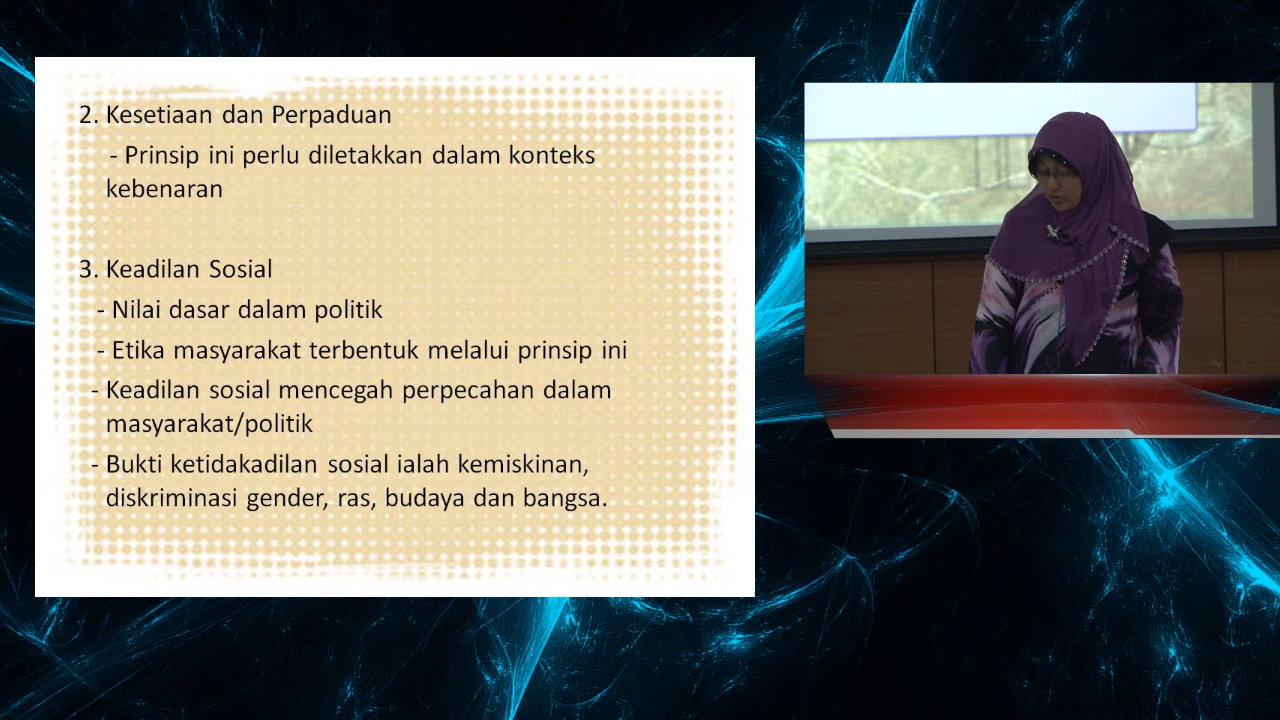 2. Kesetiaan dan Perpaduan
- Prinsip ini perlu diletakkan dalam konteks
kebenaran
3. Keadilan Sosial
- Nilai dasar dalam politik
- Etika masyarakat terbentuk melalui prinsip ini
- Keadilan sosial mencegah perpecahan dalam
masyarakat/politik
- Bukti ketidakadilan sosial ialah kemiskinan,
diskriminasi gender, ras, budaya dan bangsa.